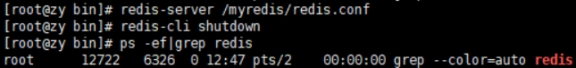 [root@zy bin]# redis-server /myredis/redis.conf
[root@zy bin]# redis-cli shutdown
[root@zy bin]# ps -ef|grep redis
root     12722  6326  0 12:47 pts/2    00:00:00 grep --color=auto redis